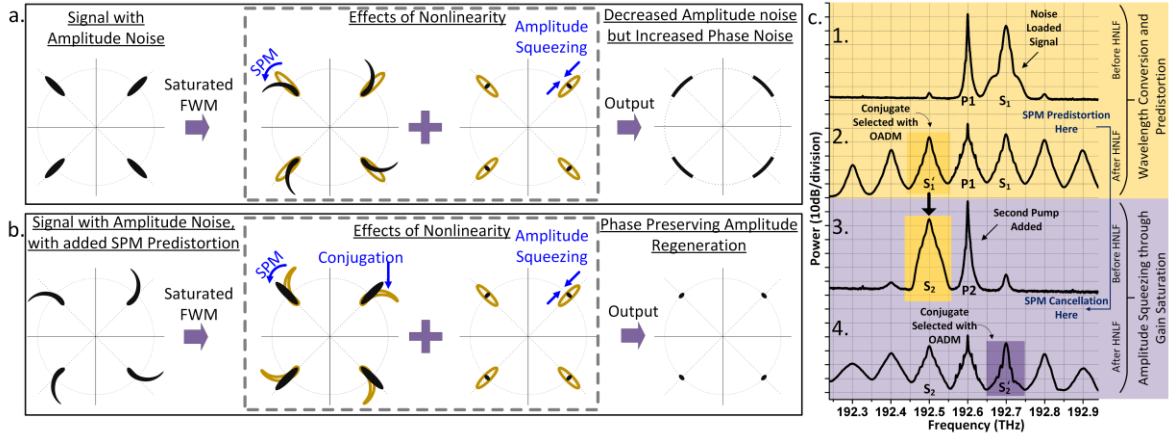 a.
Signal with
Amplitude Noise
Saturated
FWM
Effects of Nonlinearity
SPM
Amplitude
Squeezing
Output
Decreased Amplitude noise
but Increased Phase Noise
b.
Signal with Amplitude Noise,
with added SPM Predistortion
Saturated
FWM
Effects of Nonlinearity
SPM
Conjugation
Amplitude
Squeezing
Output
Phase Preserving Amplitude
Regeneration
c.
Power (10dB/division)
1.
Noise
Loaded
Signal
P1
S1
Before HNLF
Conjugate
Selected with
OADM
SPM Predistortion
Here
2.
S1'
P1
S1
After HNLF
Wavelength Conversion and
Predistortion
3.
Second Pump
Added
S2
P2
Before HNLF
SPM Cancellation
Here
4.
Conjugate
Selected with
OADM
S2
S2'
After HNLF
Amplitude Squeezing through
Gain Saturation
192.3 192.4 192.5 192.6 192.7 192.8 192.9
Frequency (THz)